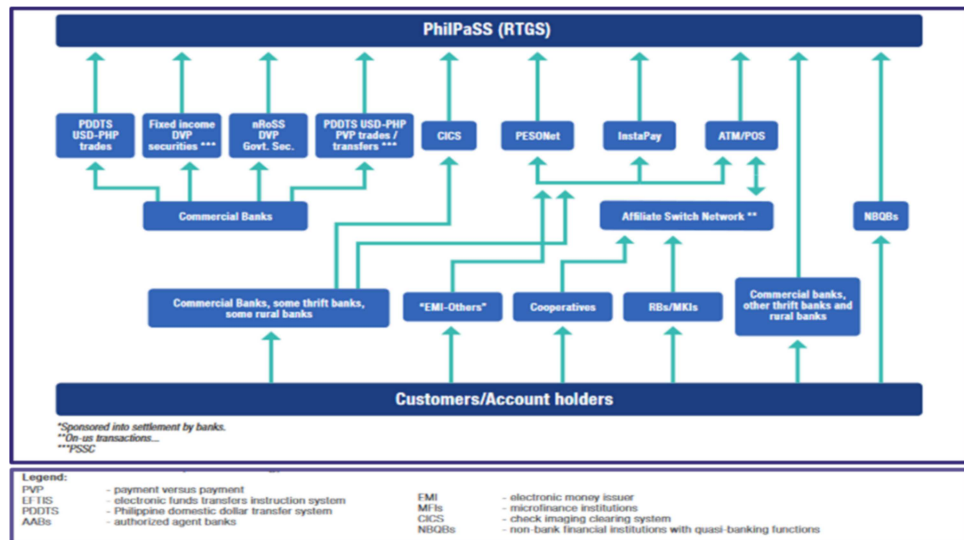 PhilPaSS (RTGS)
PDDTS
USD-PHP
trades
Fixed income
DVP
securities ***
nRoSS
DVP
Govt. Sec.
PDDTS USD-PHP
PVP trades /
transfers ***
CICS
PESONet
InstaPay
ATM/POS
Commercial Banks
Affiliate Switch Network **
NBQBs
Commercial Banks, some thrift banks,
some rural banks
"EMI-Others"
Cooperatives
RBs/MKIs
Commercial banks,
other thrift banks and
rural banks
Customers/Account holders
*Sponsored into settlement by banks.
**On-us transactions...
***PSSC
Legend:
PVP - payment versus payment
EFTIS - electronic funds transfers instruction system
PDDTS - Philippine domestic dollar transfer system
AABs - authorized agent banks
EMI - electronic money issuer
MFIs - microfinance institutions
CICS - check imaging clearing system
NBQBs - non-bank financial institutions with quasi-banking functions